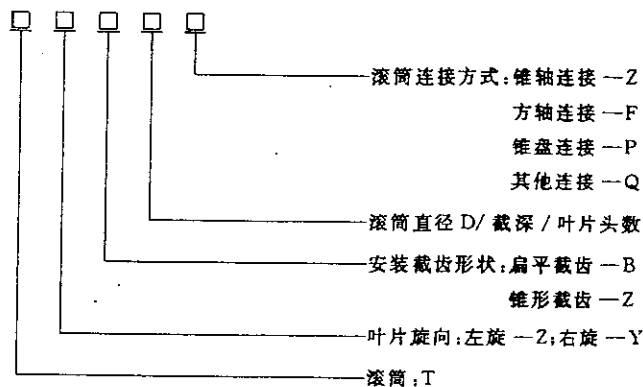 □ □ □ □ □
滚筒连接方式:锥轴连接—Z
方轴连接—F
锥盘连接—P
其他连接—Q
滚筒直径 D/截深/叶片头数
安装截齿形状:扁平截齿—B
锥形截齿—Z
叶片旋向:左旋—Z;右旋—Y
滚筒:T